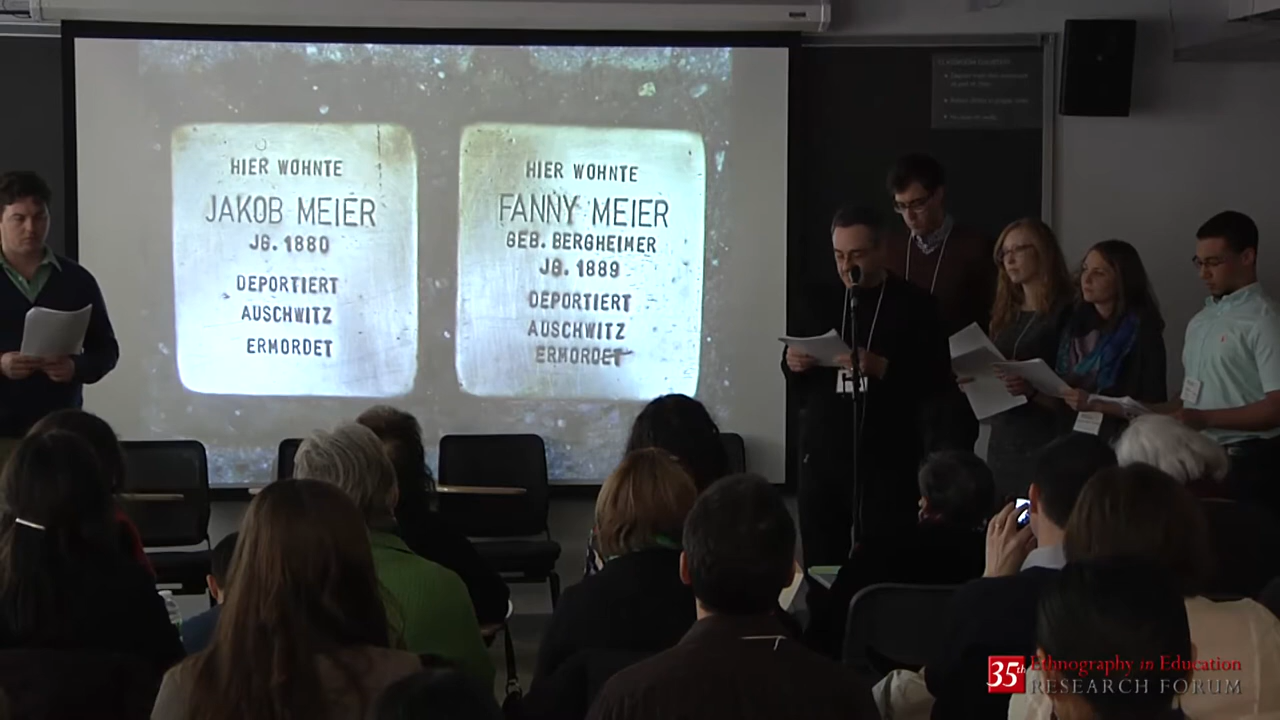 HIER WOHNTE
JAKOB MEIER
JG. 1880
DEPORTIERT
AUSCHWITZ
ERMORDET
HIER WOHNTE
FANNY MEIER
GEB. BERGHEIMER
JG. 1889
DEPORTIERT
AUSCHWITZ
ERMORDET
35th Ethnography in Education
RESEARCH FORUM